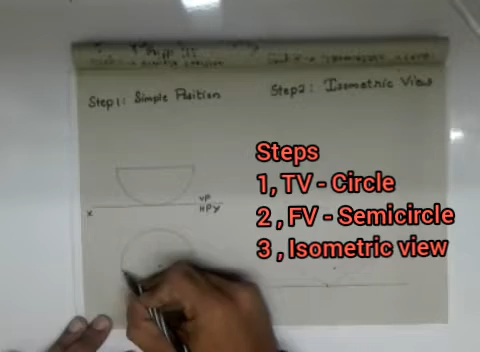 Step1: Simple Position
Step2: Isometric View
Steps
1, TV - Circle
2 , FV - Semicircle
3 , Isometric view
VP
X
HP Y